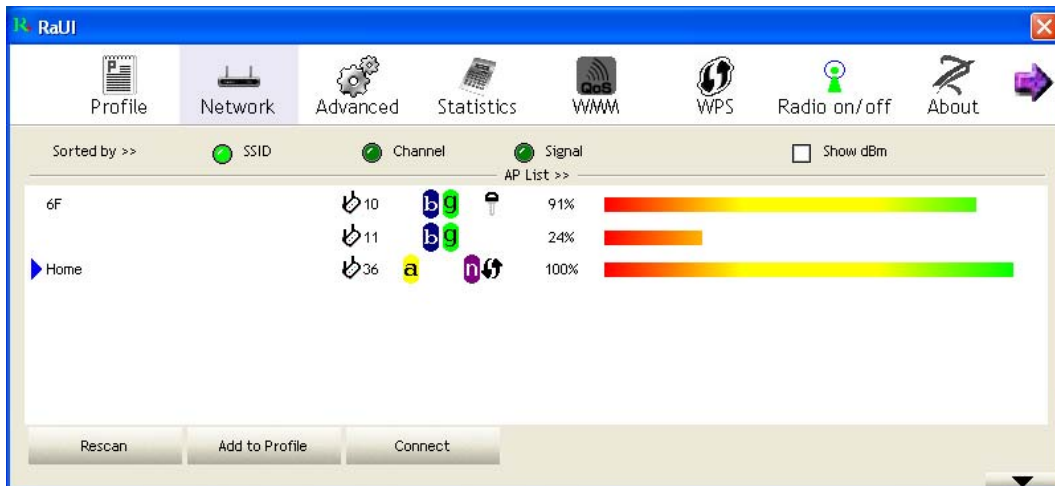 RaUI
Profile Network Advanced Statistics QoS WMM WPS Radio on/off About
Sorted by >> SSID Channel Signal Show dBm
AP List >>
6F 10 b g 91%
11 b g 24%
Home 36 a n 100%
Rescan Add to Profile Connect